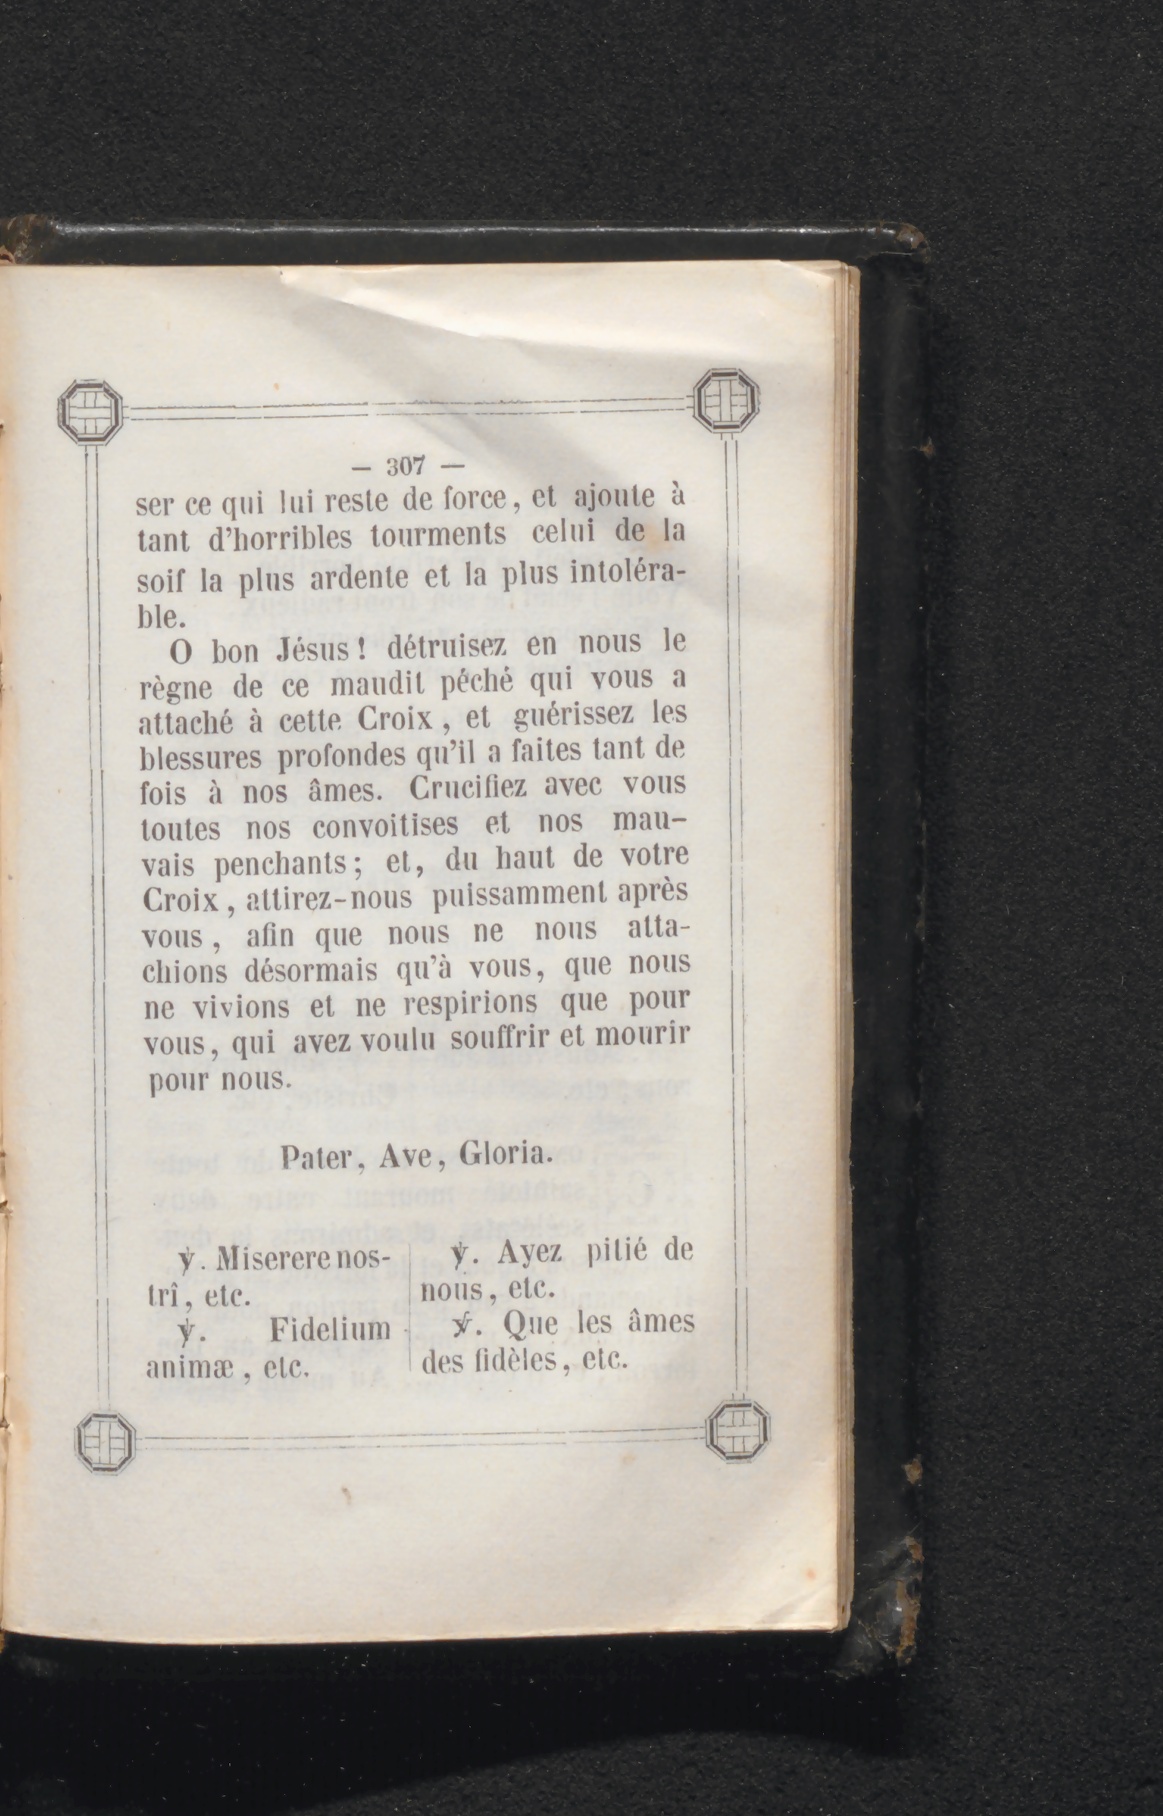 — 307 —
ser ce qui lui reste de force, et ajoute à
tant d'horribles tourments celui de la
soif la plus ardente et la plus intoléra-
ble.
O bon Jésus! détruisez en nous le
règne de ce maudit péché qui vous a
attaché à cette Croix, et guérissez les
blessures profondes qu'il a faites tant de
fois à nos âmes. Crucifiez avec vous
toutes nos convoitises et nos mau-
vais penchants; et, du haut de votre
Croix, attirez-nous puissamment après
vous, afin que nous ne nous atta-
chions désormais qu'à vous, que nous
ne vivions et ne respirions que pour
vous, qui avez voulu souffrir et mourir
pour nous.
Pater, Ave, Gloria.
℣. Miserere nos-
trî, etc.
℣. Fidelium
animæ, etc.
℣. Ayez pitié de
nous, etc.
℣. Que les âmes
des fidèles, etc.